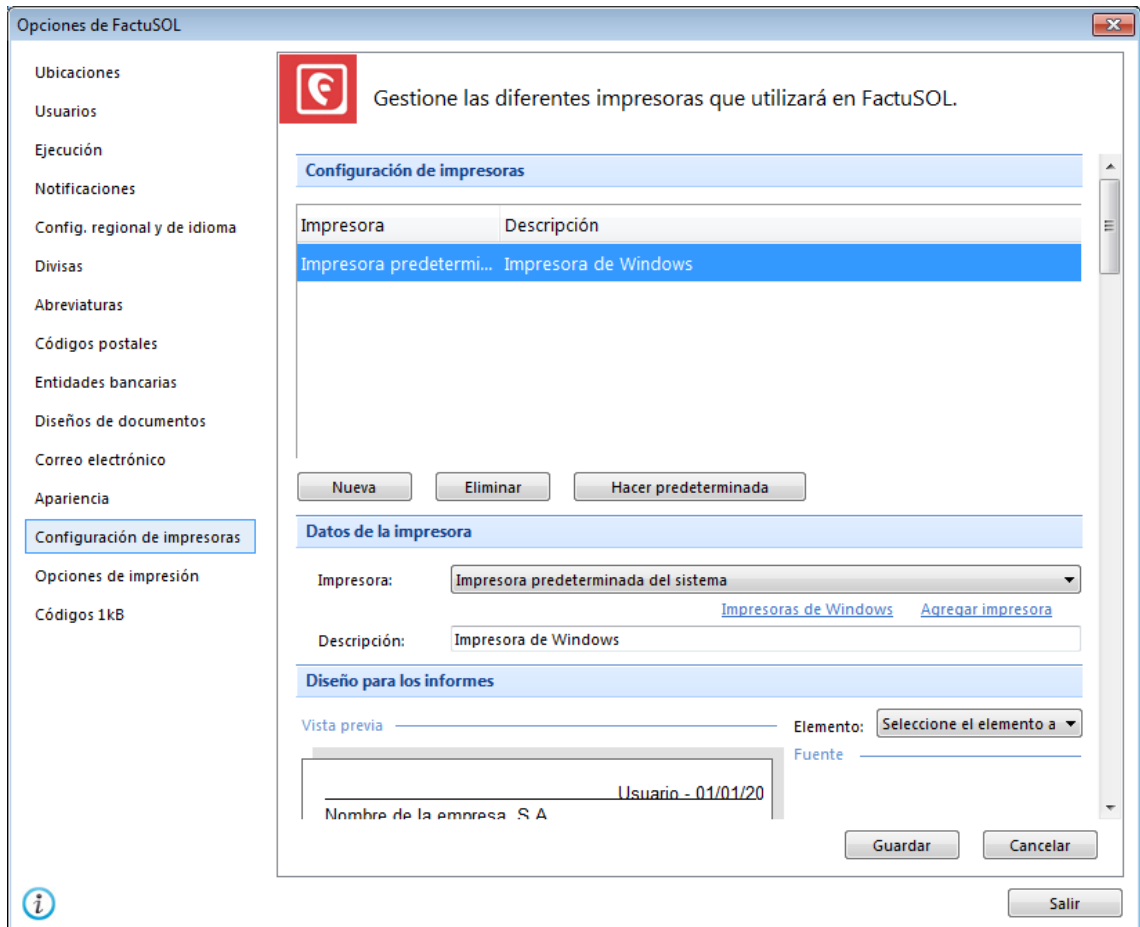 Opciones de FactuSOL
Ubicaciones
Usuarios
Ejecución
Notificaciones
Config. regional y de idioma
Divisas
Abreviaturas
Códigos postales
Entidades bancarias
Diseños de documentos
Correo electrónico
Apariencia
Configuración de impresoras
Opciones de impresión
Códigos 1kB
Gestione las diferentes impresoras que utilizará en FactuSOL.
Configuración de impresoras
Impresora Descripción
Impresora predetermi... Impresora de Windows
Nueva Eliminar Hacer predeterminada
Datos de la impresora
Impresora: Impresora predeterminada del sistema
Impresoras de Windows Agregar impresora
Descripción: Impresora de Windows
Diseño para los informes
Vista previa Elemento: Seleccione el elemento a
Fuente
Usuario - 01/01/20
Nombre de la empresa, S.A.
Guardar Cancelar
Salir